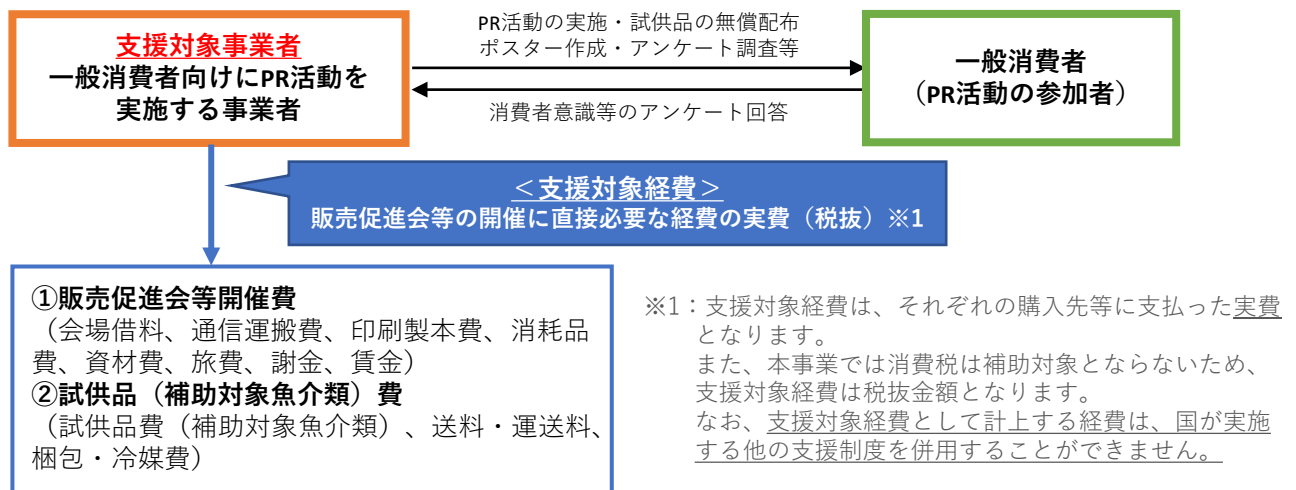 支援対象事業者
一般消費者向けにPR活動を
実施する事業者
PR活動の実施・試供品の無償配布
ポスター作成・アンケート調査等
消費者意識等のアンケート回答
一般消費者
（PR活動の参加者）
＜支援対象経費＞
販売促進会等の開催に直接必要な経費の実費（税抜）※1
①販売促進会等開催費
（会場借料、通信運搬費、印刷製本費、消耗品
費、資材費、旅費、謝金、賃金）
②試供品（補助対象魚介類）費
（試供品費（補助対象魚介類）、送料・運送料、
梱包・冷媒費）
※1：支援対象経費は、それぞれの購入先等に支払った実費
となります。
また、本事業では消費税は補助対象とならないため、
支援対象経費は税抜金額となります。
なお、支援対象経費として計上する経費は、国が実施
する他の支援制度を併用することができません。